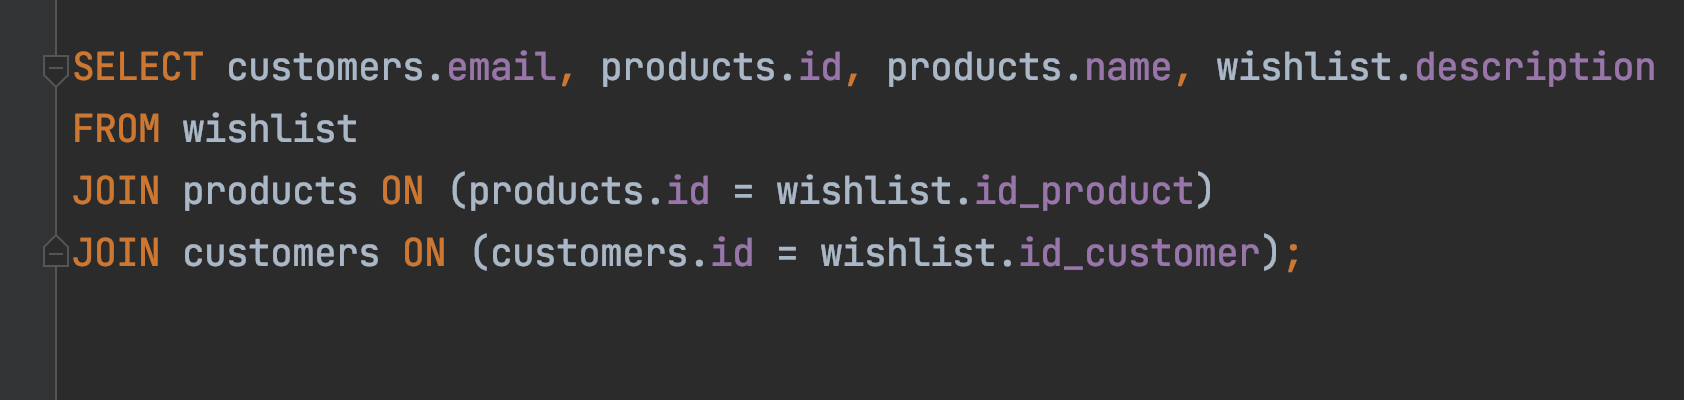 SELECT customers.email, products.id, products.name, wishlist.description
FROM wishlist
JOIN products ON (products.id = wishlist.id_product)
JOIN customers ON (customers.id = wishlist.id_customer);